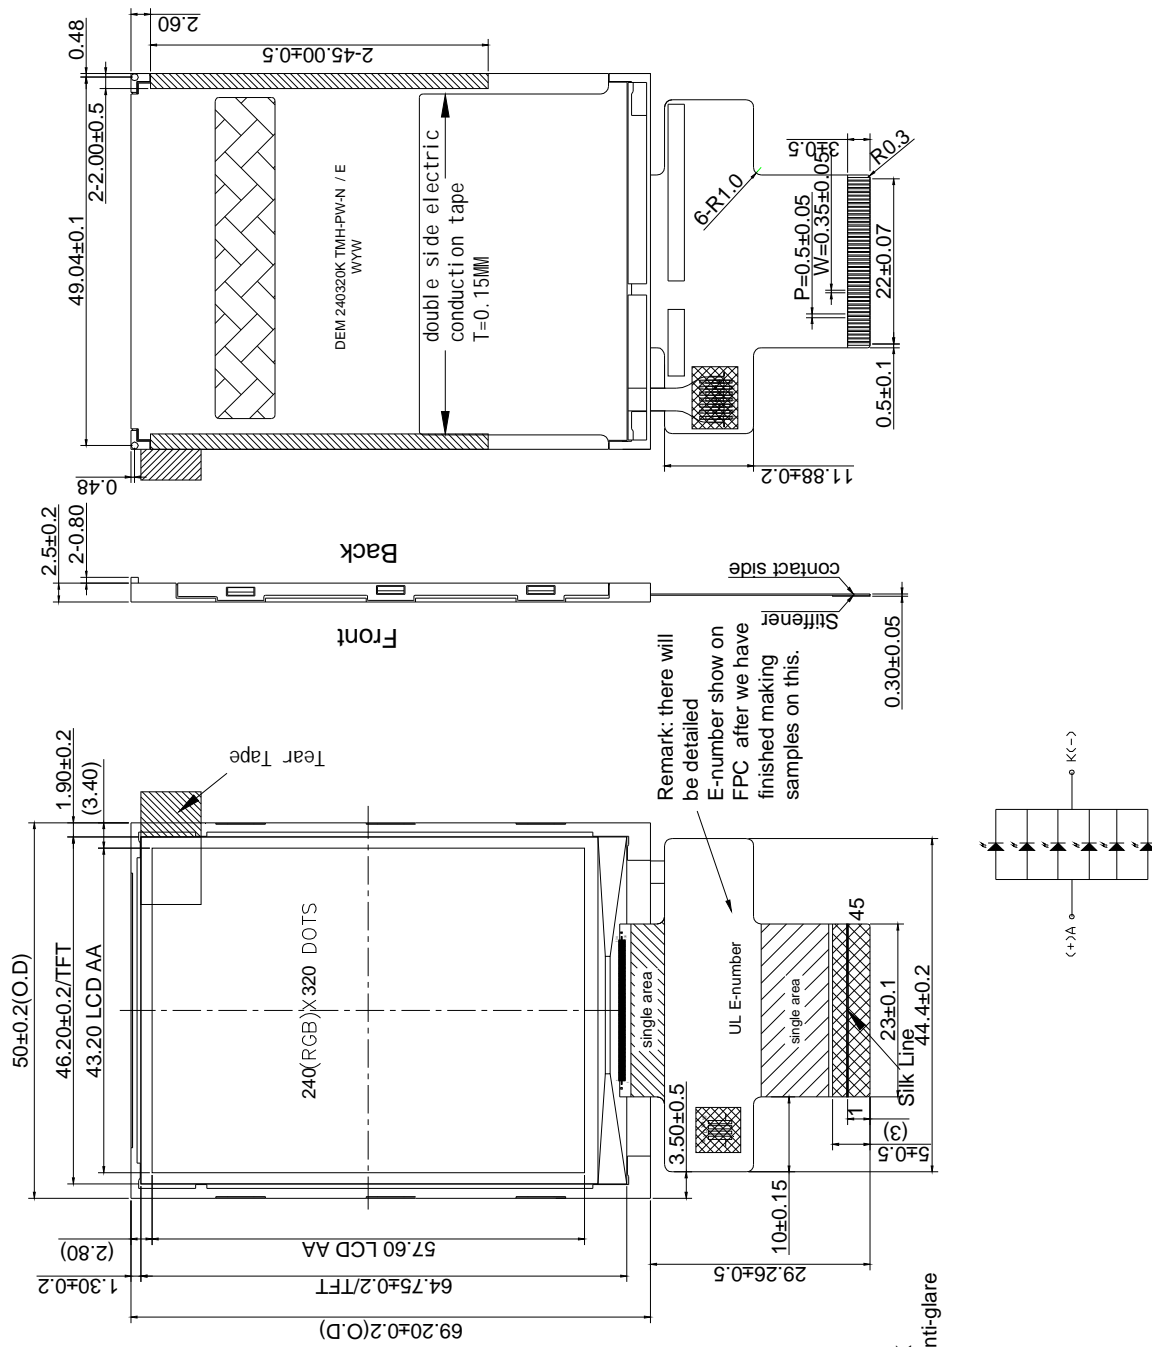 2.60
0.48
2-45.00±0.5
2-2.00±0.5
49.04±0.1
DEM 240320K TMH-PW-N / E
WYW
double side electric
conduction tape
T=0.15MM
6-R1.0
3±0.5
R0.3
P=0.5±0.05
W=0.35±0.05
22±0.07
0.5±0.1
11.88±0.2
0.48
2.5±0.2
2-0.80
Back
Front
contact side
Stiffener
0.30±0.05
Remark: there will
be detailed
E-number show on
FPC after we have
finished making
samples on this.
Tear Tape
1.90±0.2
(3.40)
50±0.2(O.D)
46.20±0.2/TFT
43.20 LCD AA
240(RGB)X320 DOTS
single area
UL E-number
single area
1
45
23±0.1
44.4±0.2
Silk Line
(3)
5±0.5
3.50±0.5
10±0.15
29.26±0.5
(2.80)
1.30±0.2
57.60 LCD AA
64.75±0.2/TFT
69.20±0.2(O.D)
K(-)
(+)A
nti-glare